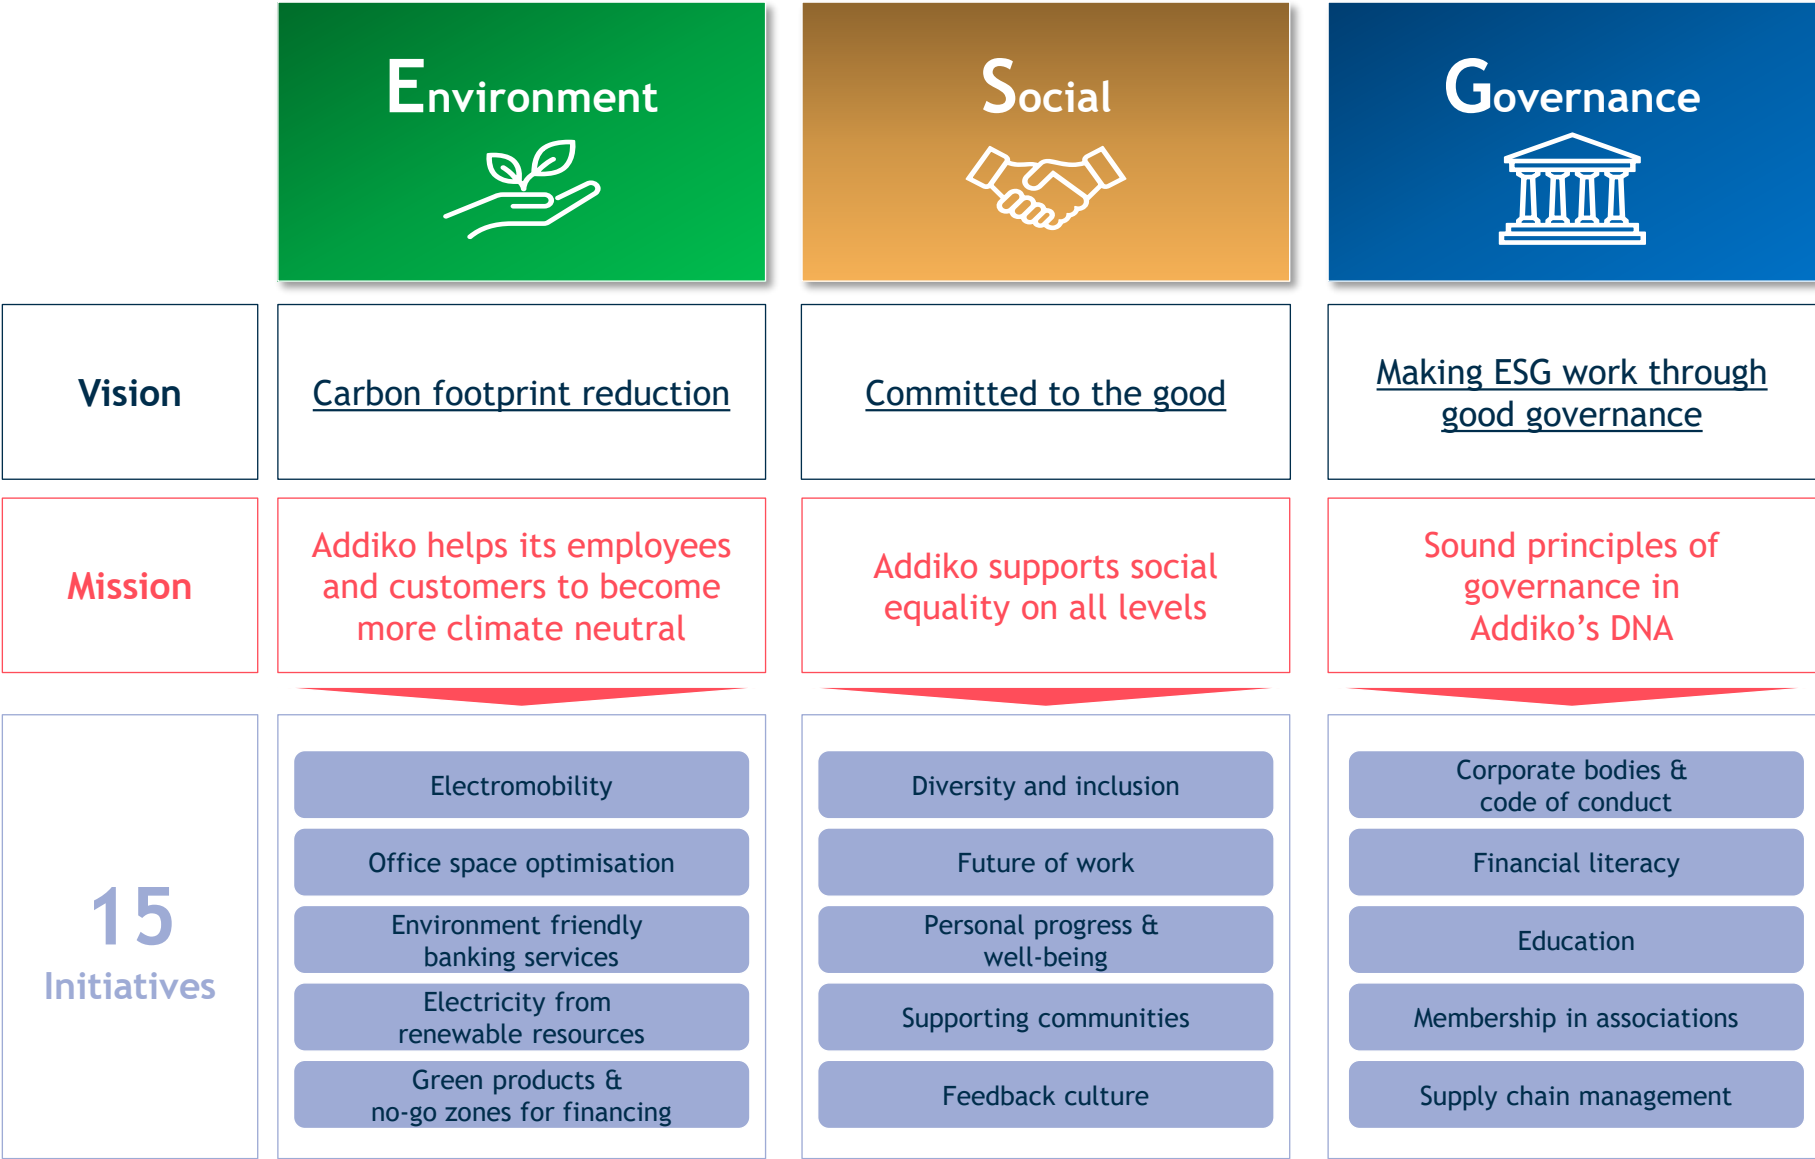 Environment
Social
Governance
Vision
Carbon footprint reduction
Committed to the good
Making ESG work through
good governance
Mission
Addiko helps its employees
and customers to become
more climate neutral
Addiko supports social
equality on all levels
Sound principles of
governance in
Addiko’s DNA
15
Initiatives
Electromobility
Office space optimisation
Environment friendly
banking services
Electricity from
renewable resources
Green products &
no-go zones for financing
Diversity and inclusion
Future of work
Personal progress &
well-being
Supporting communities
Feedback culture
Corporate bodies &
code of conduct
Financial literacy
Education
Membership in associations
Supply chain management